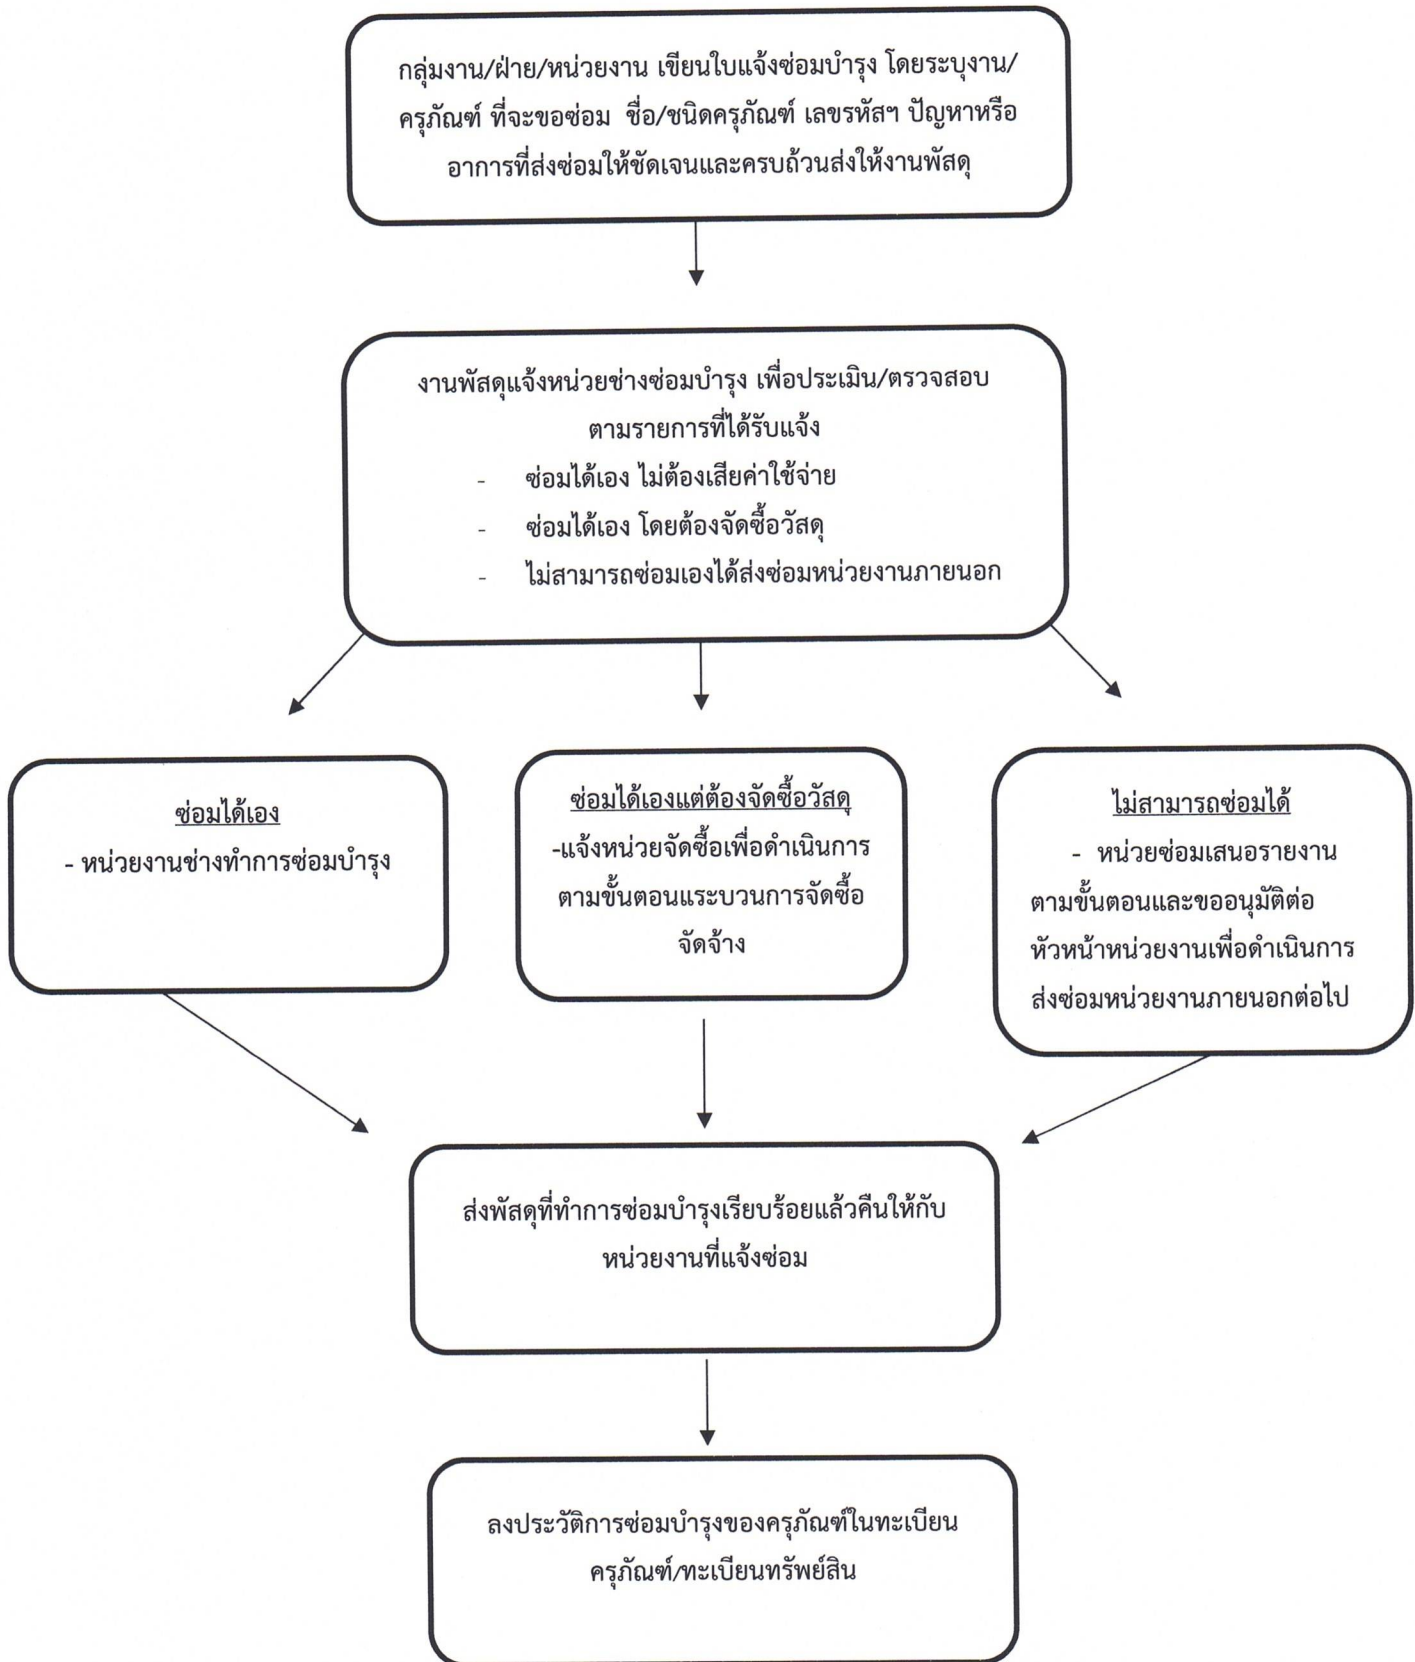 กลุ่มงาน/ฝ่าย/หน่วยงาน เขียนใบแจ้งซ่อมบำรุง โดยระบุงาน/
ครุภัณฑ์ ที่จะขอซ่อม ชื่อ/ชนิดครุภัณฑ์ เลขรหัสฯ ปัญหาหรือ
อาการที่ส่งซ่อมให้ชัดเจนและครบถ้วนส่งให้งานพัสดุ
งานพัสดุแจ้งหน่วยช่างซ่อมบำรุง เพื่อประเมิน/ตรวจสอบ
ตามรายการที่ได้รับแจ้ง
- ซ่อมได้เอง ไม่ต้องเสียค่าใช้จ่าย
- ซ่อมได้เอง โดยต้องจัดซื้อวัสดุ
- ไม่สามารถซ่อมเองได้ส่งซ่อมหน่วยงานภายนอก
ซ่อมได้เอง
- หน่วยงานช่างทำการซ่อมบำรุง
ซ่อมได้เองแต่ต้องจัดซื้อวัสดุ
-แจ้งหน่วยจัดซื้อเพื่อดำเนินการ
ตามขั้นตอนแระบวนการจัดซื้อ
จัดจ้าง
ไม่สามารถซ่อมได้
- หน่วยซ่อมเสนอรายงาน
ตามขั้นตอนและขออนุมัติต่อ
หัวหน้าหน่วยงานเพื่อดำเนินการ
ส่งซ่อมหน่วยงานภายนอกต่อไป
ส่งพัสดุที่ทำการซ่อมบำรุงเรียบร้อยแล้วคืนให้กับ
หน่วยงานที่แจ้งซ่อม
ลงประวัติการซ่อมบำรุงของครุภัณฑ์ในทะเบียน
ครุภัณฑ์/ทะเบียนทรัพย์สิน